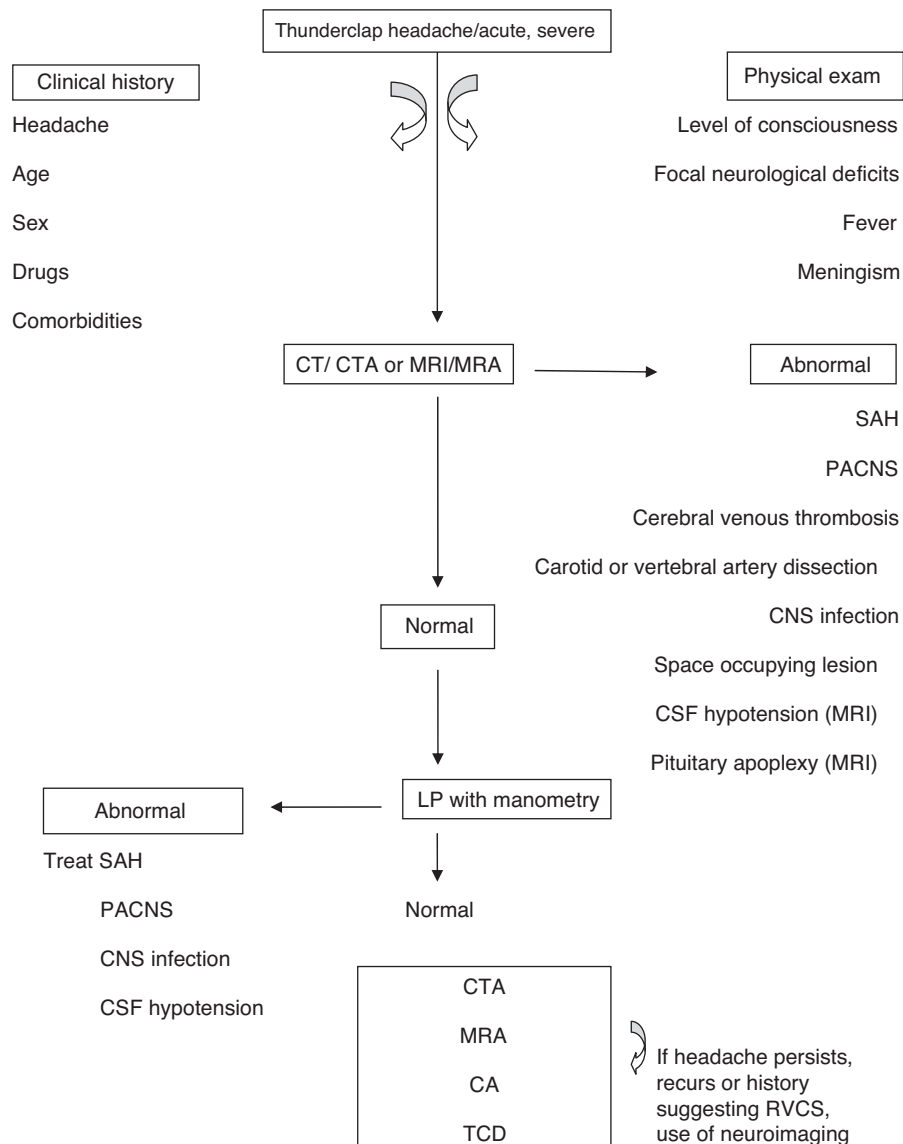 Thunderclap headache/acute, severe
Clinical history
Headache
Age
Sex
Drugs
Comorbidities
Physical exam
Level of consciousness
Focal neurological deficits
Fever
Meningism
CT/ CTA or MRI/MRA
Abnormal
SAH
PACNS
Cerebral venous thrombosis
Carotid or vertebral artery dissection
CNS infection
Space occupying lesion
CSF hypotension (MRI)
Pituitary apoplexy (MRI)
Normal
LP with manometry
Abnormal
Treat SAH
PACNS
CNS infection
CSF hypotension
Normal
CTA
MRA
CA
TCD
If headache persists,
recurs or history
suggesting RVCS,
use of neuroimaging